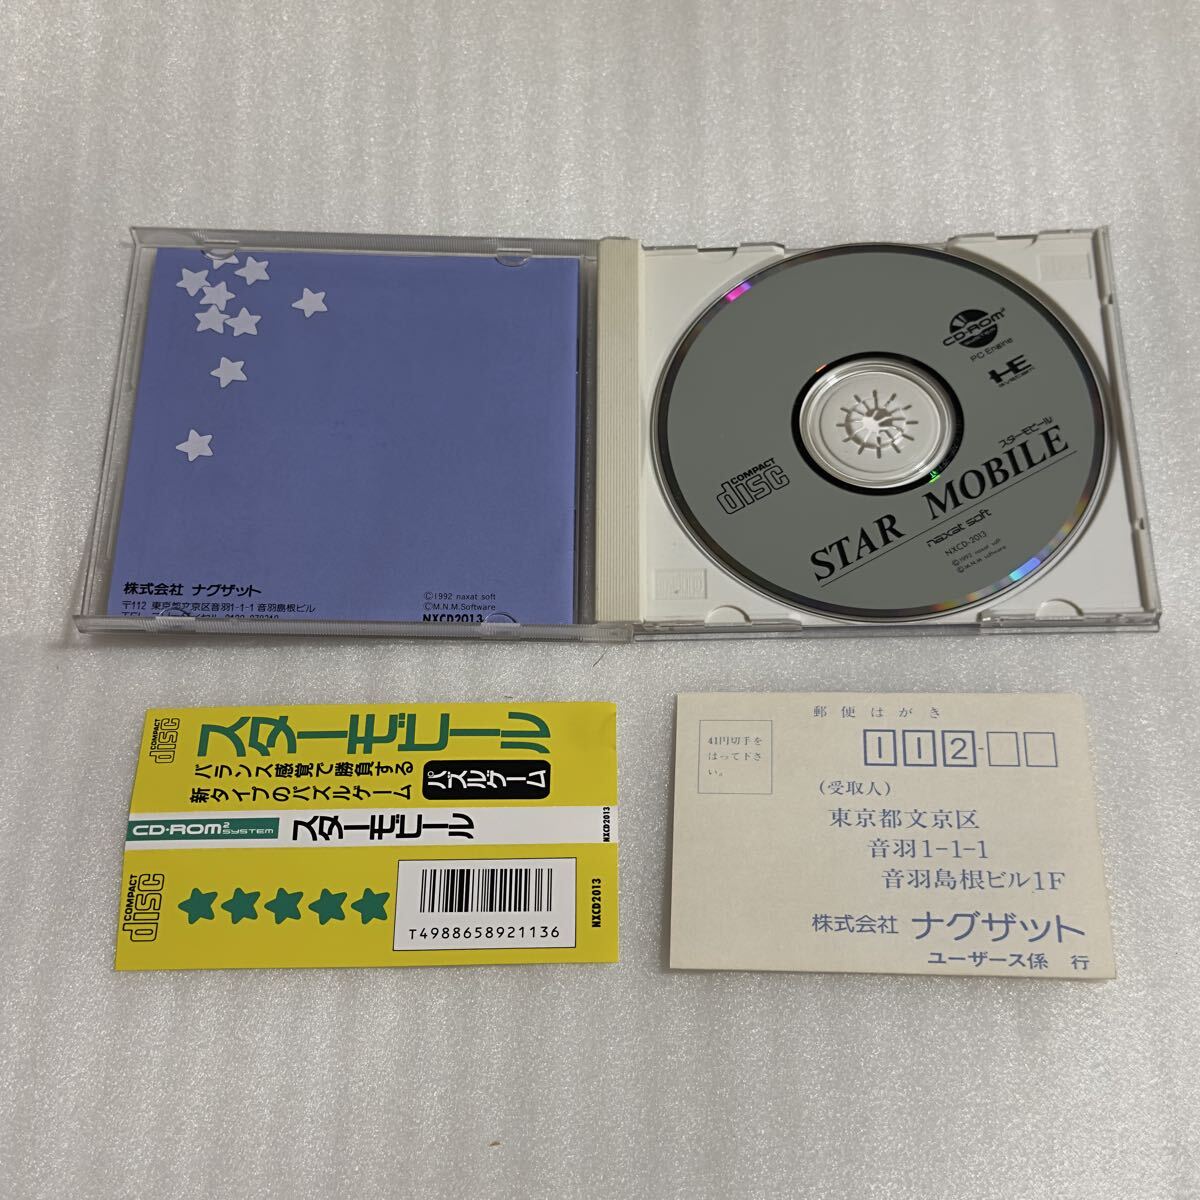 株式会社 ナグザット
〒112 東京都文京区音羽1-1-1 音羽島根ビル
©1992 naxat soft
©M.N.M.Software
NXCD2013
CD-ROM²
PC Engine
HE
COMPACT
disc
スターモビール
STAR MOBILE
naxat soft
NXCD-2013
©1992 naxat soft
©M.N.M. software
COMPACT
disc
スターモビール
バランス感覚で勝負する
新タイプのパズルゲーム
パズルゲーム
CD-ROM²
SYSTEM
スターモビール
NXCD2013
COMPACT
disc
★★★★★
T4988658921136
NXCD2013
郵便はがき
41円切手を
はって下さ
い。
112-
(受取人)
東京都文京区
音羽1-1-1
音羽島根ビル1F
株式会社 ナグザット
ユーザース係 行